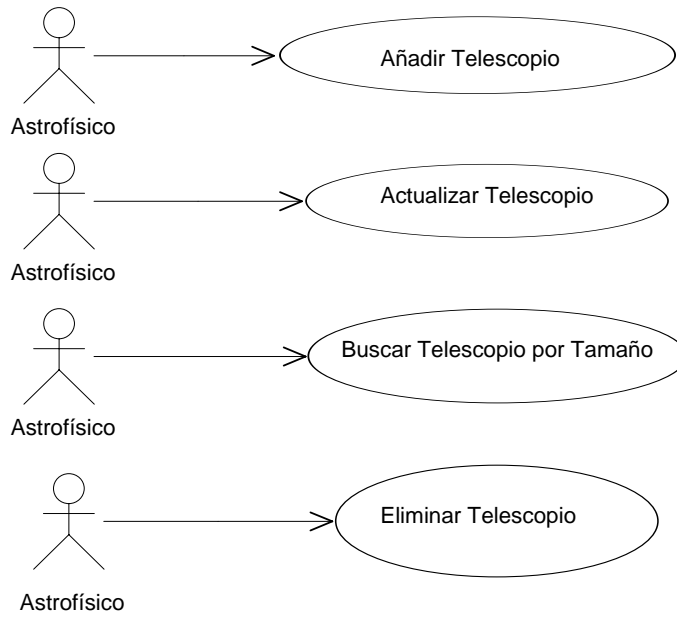 Añadir Telescopio
Astrofísico
Actualizar Telescopio
Astrofísico
Buscar Telescopio por Tamaño
Astrofísico
Eliminar Telescopio
Astrofísico